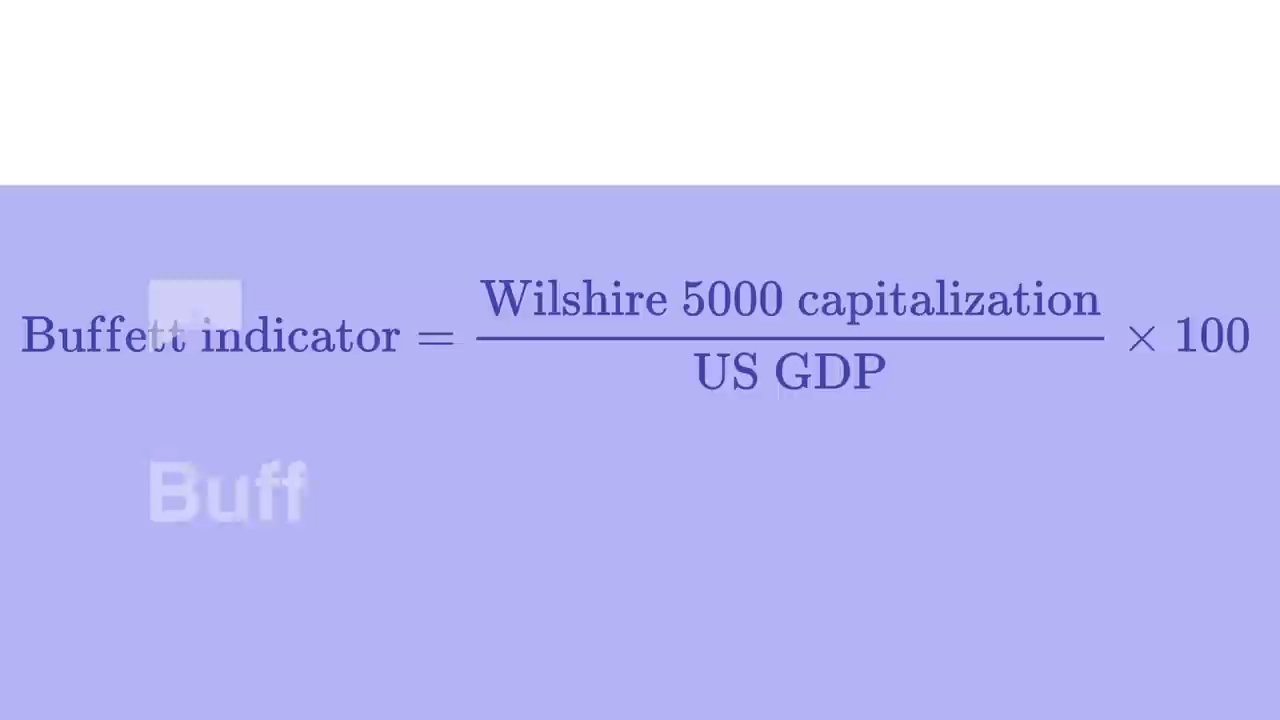 Buffett indicator = Wilshire 5000 capitalization / US GDP × 100
Buff